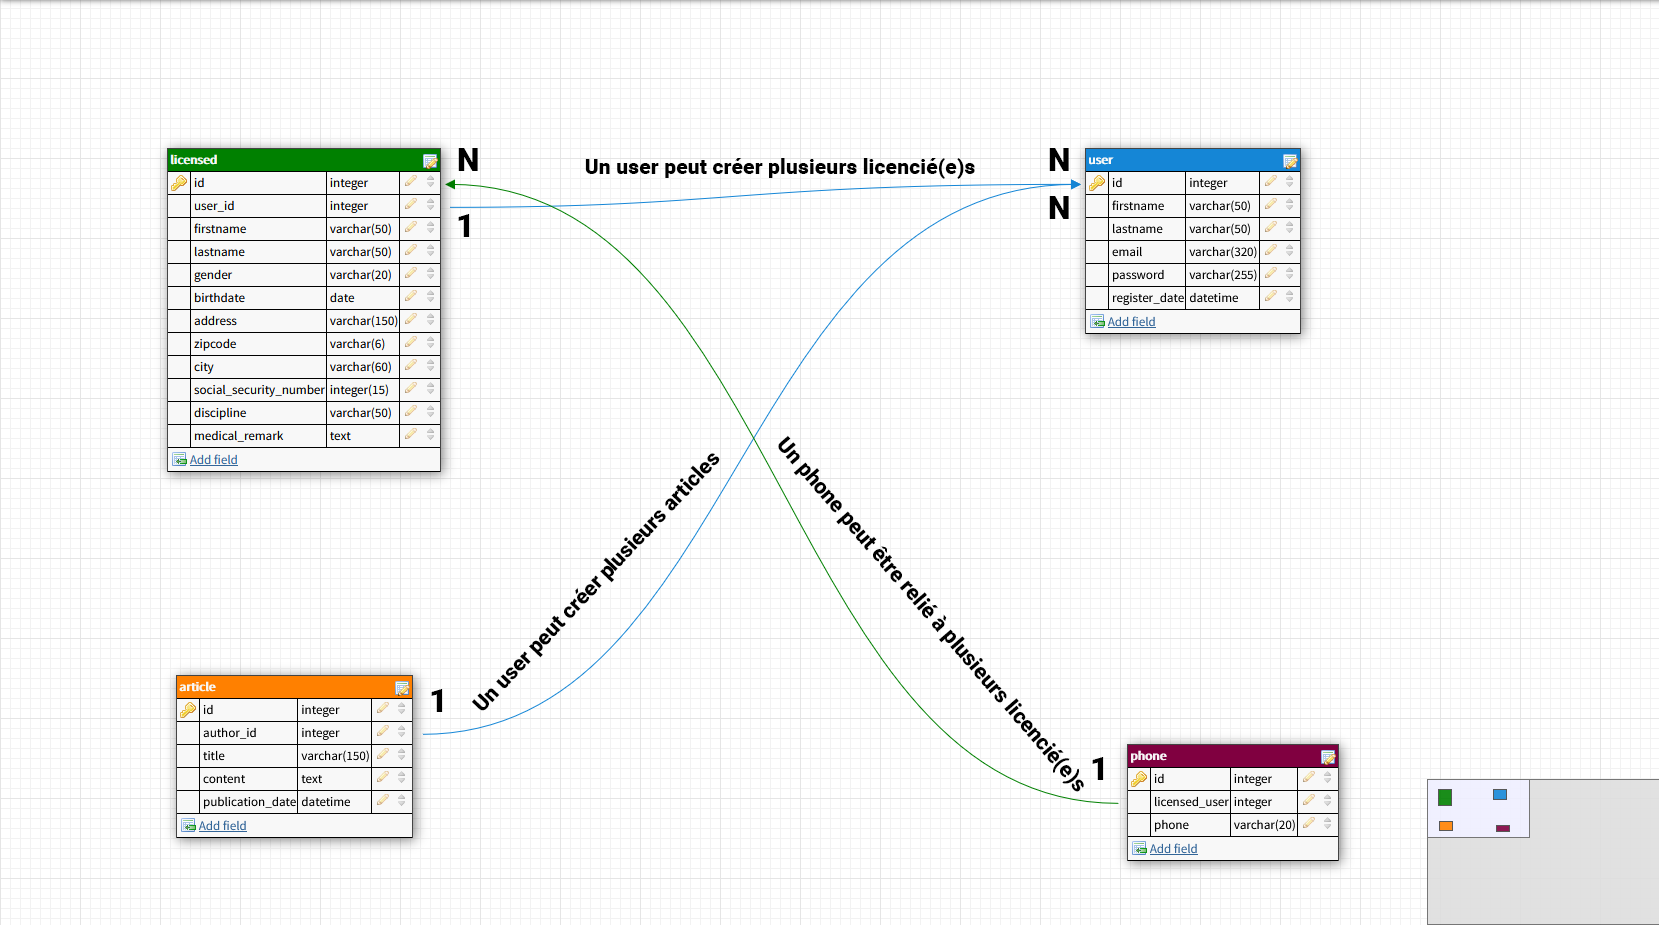 licensed
id integer
user_id integer
firstname varchar(50)
lastname varchar(50)
gender varchar(20)
birthdate date
address varchar(150)
zipcode varchar(6)
city varchar(60)
social_security_number integer(15)
discipline varchar(50)
medical_remark text
Add field
N
1
Un user peut créer plusieurs licencié(e)s
N
N
user
id integer
firstname varchar(50)
lastname varchar(50)
email varchar(320)
password varchar(255)
register_date datetime
Add field
Un user peut créer plusieurs articles
Un phone peut être relié à plusieurs licencié(e)s
article
id integer
author_id integer
title varchar(150)
content text
publication_date datetime
Add field
1
1
phone
id integer
licensed_user integer
phone varchar(20)
Add field